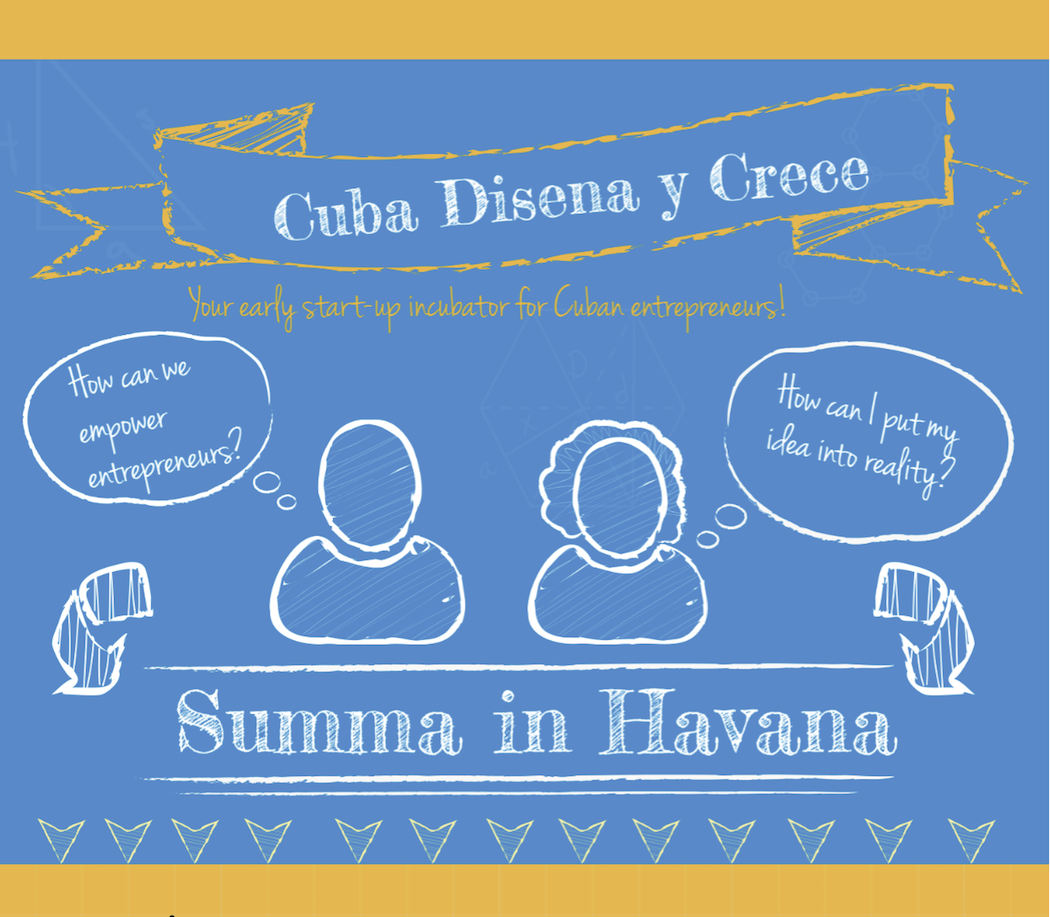 Cuba Disena y Crece
Your early start-up incubator for Cuban entrepreneurs!
How can we
empower
entrepreneurs?
How can I put my
idea into reality?
Summa in Havana